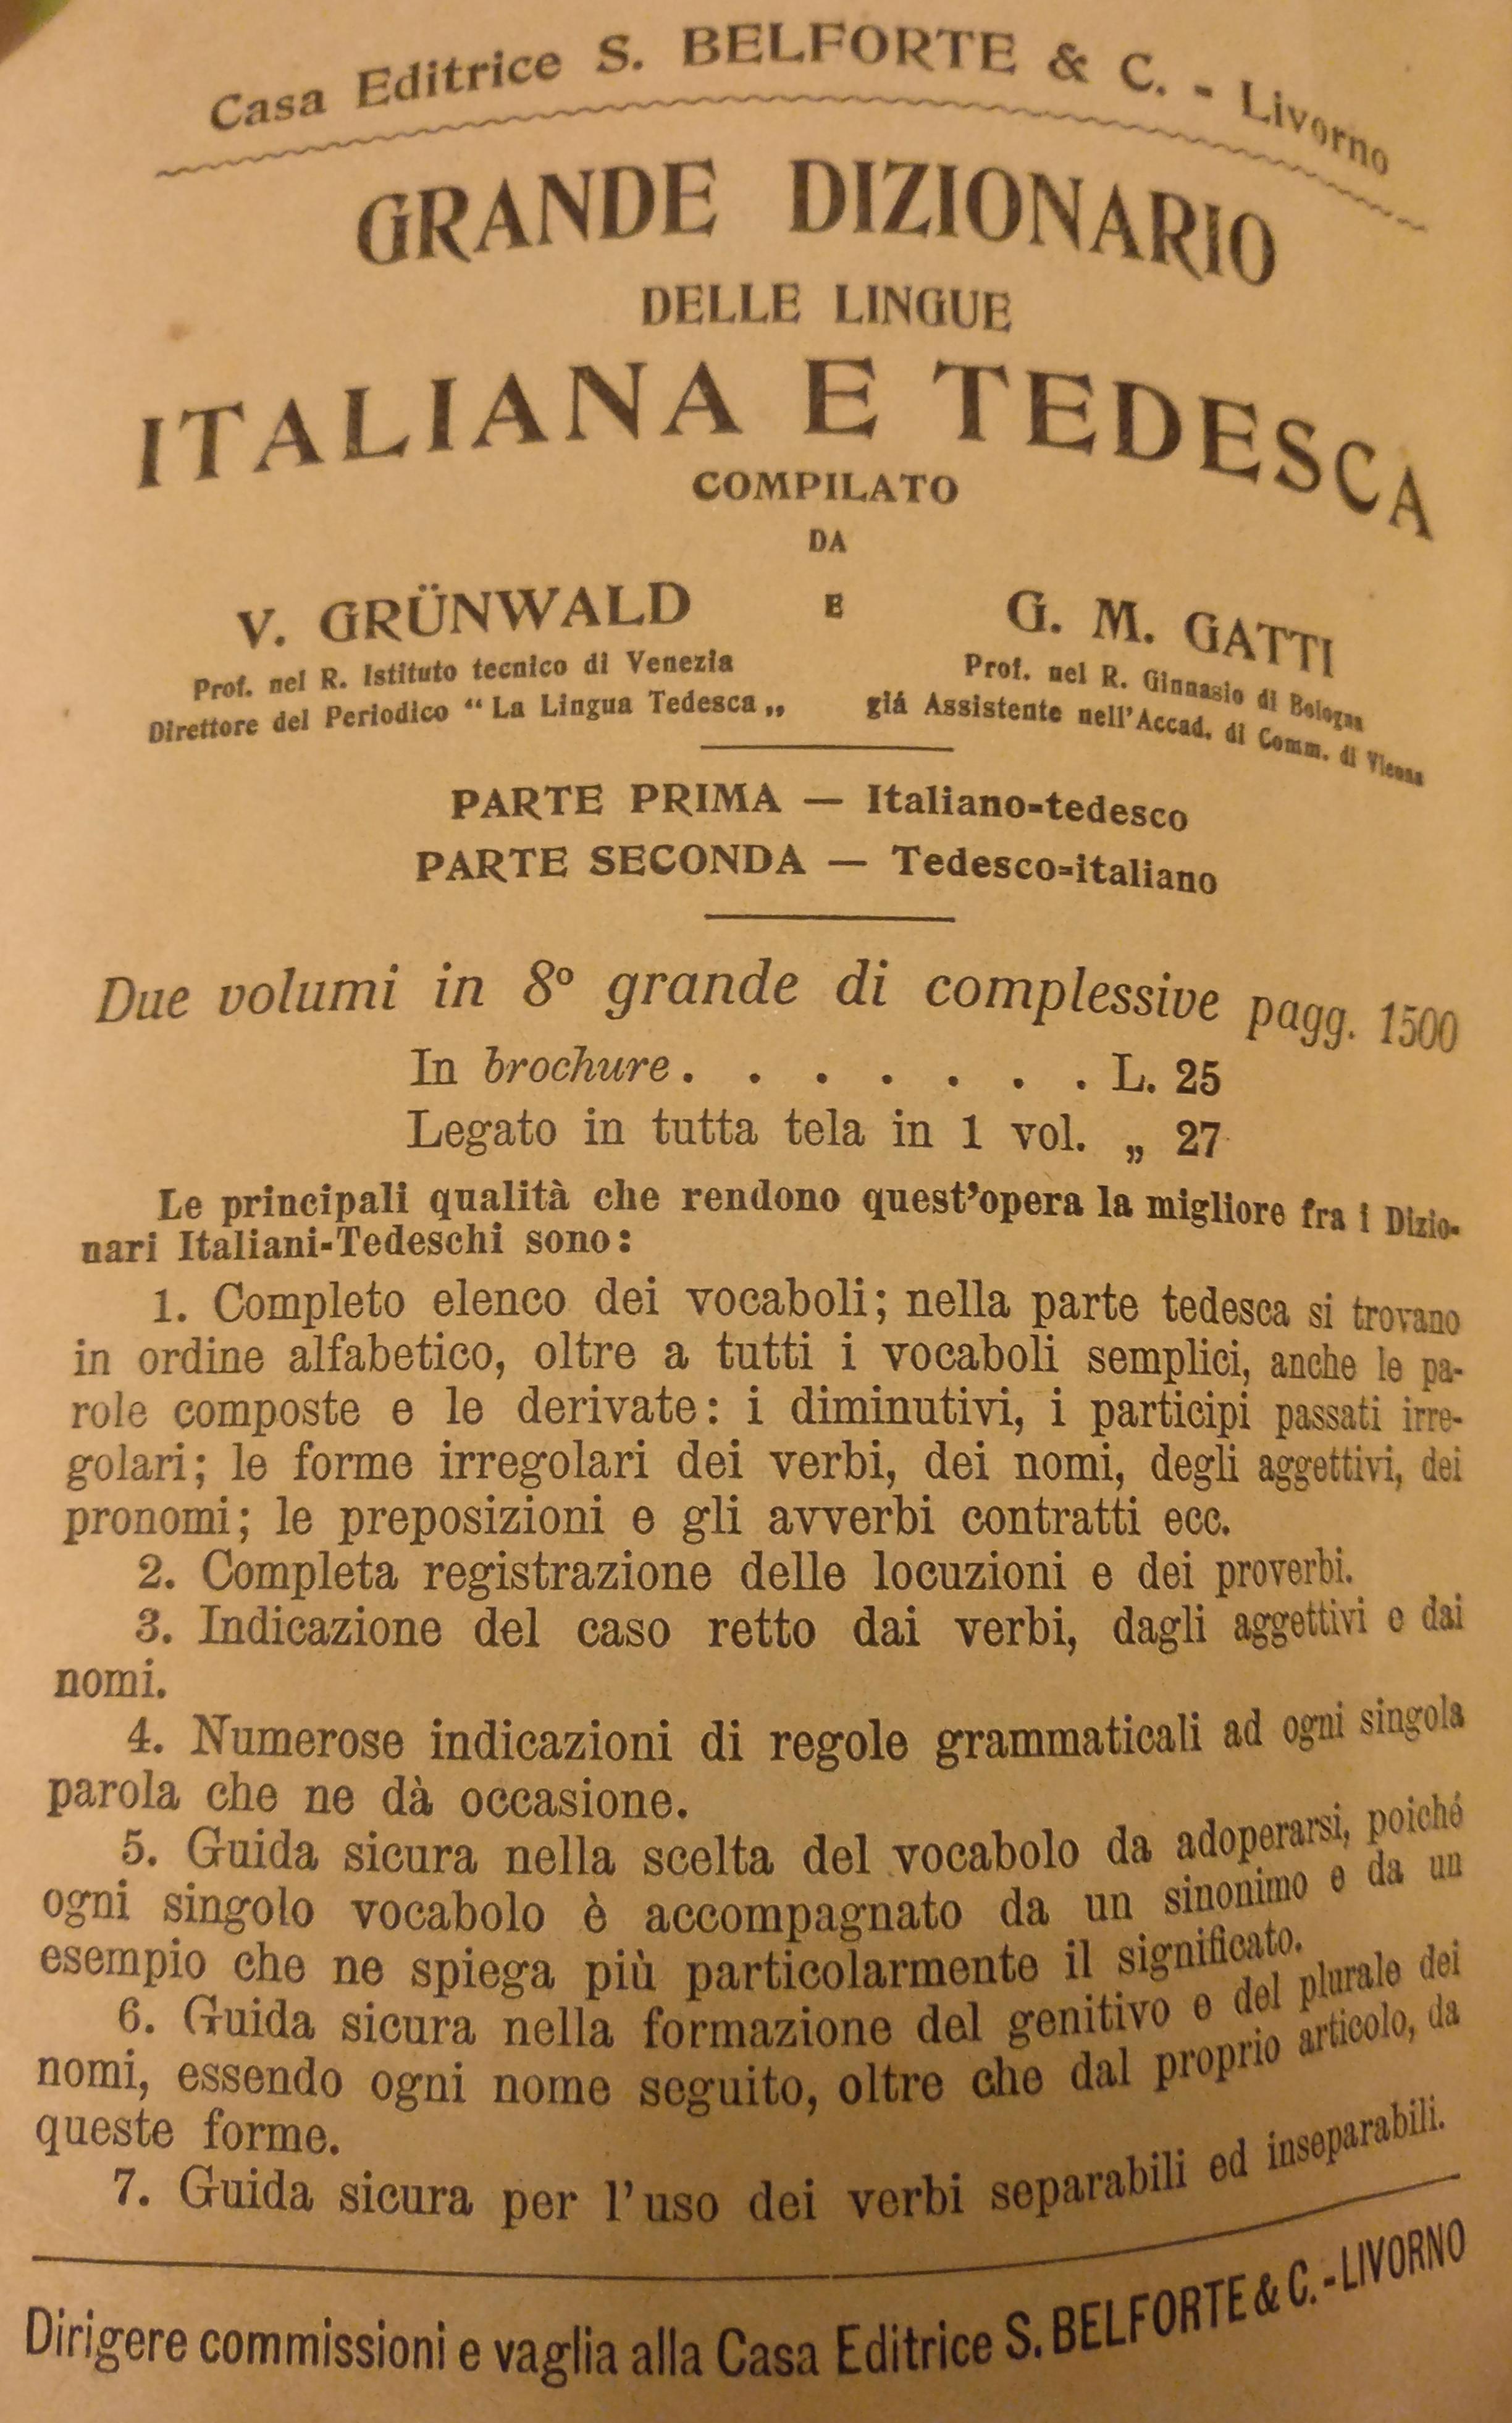 Casa Editrice S. BELFORTE & C. - Livorno
GRANDE DIZIONARIO
DELLE LINGUE
ITALIANA E TEDESCA
COMPILATO
DA
V. GRÜNWALD E G. M. GATTI
Prof. nel R. Istituto tecnico di Venezia Prof. nel R. Ginnasio di Bologna
Direttore del Periodico “ La Lingua Tedesca „ giá Assistente nell'Accad. di Comm. di Vienna
PARTE PRIMA — Italiano-tedesco
PARTE SECONDA — Tedesco-italiano
Due volumi in 8º grande di complessive pagg. 1500
In brochure . . . . . . . L. 25
Legato in tutta tela in 1 vol. „ 27
Le principali qualità che rendono quest'opera la migliore fra i Dizio-
nari Italiani-Tedeschi sono:
1. Completo elenco dei vocaboli; nella parte tedesca si trovano
in ordine alfabetico, oltre a tutti i vocaboli semplici, anche le pa-
role composte e le derivate: i diminutivi, i participi passati irre-
golari; le forme irregolari dei verbi, dei nomi, degli aggettivi, dei
pronomi; le preposizioni e gli avverbi contratti ecc.
2. Completa registrazione delle locuzioni e dei proverbi.
3. Indicazione del caso retto dai verbi, dagli aggettivi e dai
nomi.
4. Numerose indicazioni di regole grammaticali ad ogni singola
parola che ne dà occasione.
5. Guida sicura nella scelta del vocabolo da adoperarsi, poiché
ogni singolo vocabolo è accompagnato da un sinonimo e da un
esempio che ne spiega più particolarmente il significato.
6. Guida sicura nella formazione del genitivo e del plurale dei
nomi, essendo ogni nome seguito, oltre che dal proprio articolo, da
queste forme.
7. Guida sicura per l'uso dei verbi separabili ed inseparabili.
Dirigere commissioni e vaglia alla Casa Editrice S. BELFORTE & C. - LIVORNO